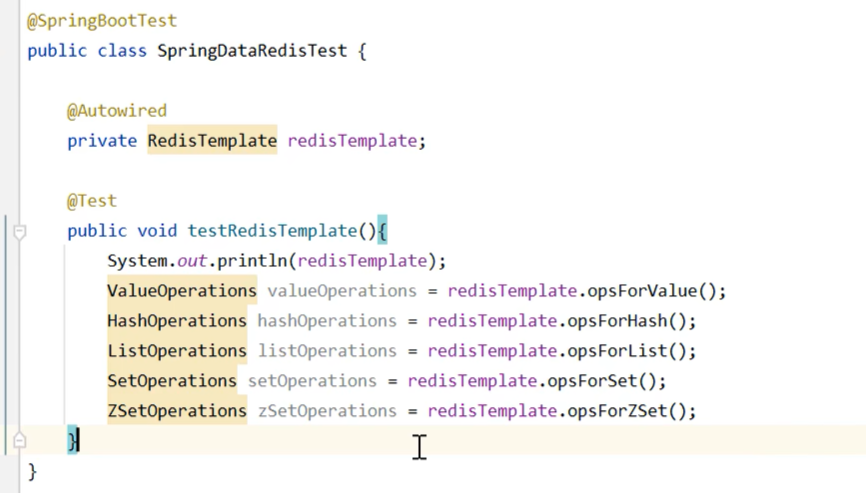 @SpringBootTest
public class SpringDataRedisTest {
@Autowired
private RedisTemplate redisTemplate;
@Test
public void testRedisTemplate(){
System.out.println(redisTemplate);
ValueOperations valueOperations = redisTemplate.opsForValue();
HashOperations hashOperations = redisTemplate.opsForHash();
ListOperations listOperations = redisTemplate.opsForList();
SetOperations setOperations = redisTemplate.opsForSet();
ZSetOperations zSetOperations = redisTemplate.opsForZSet();
}
}